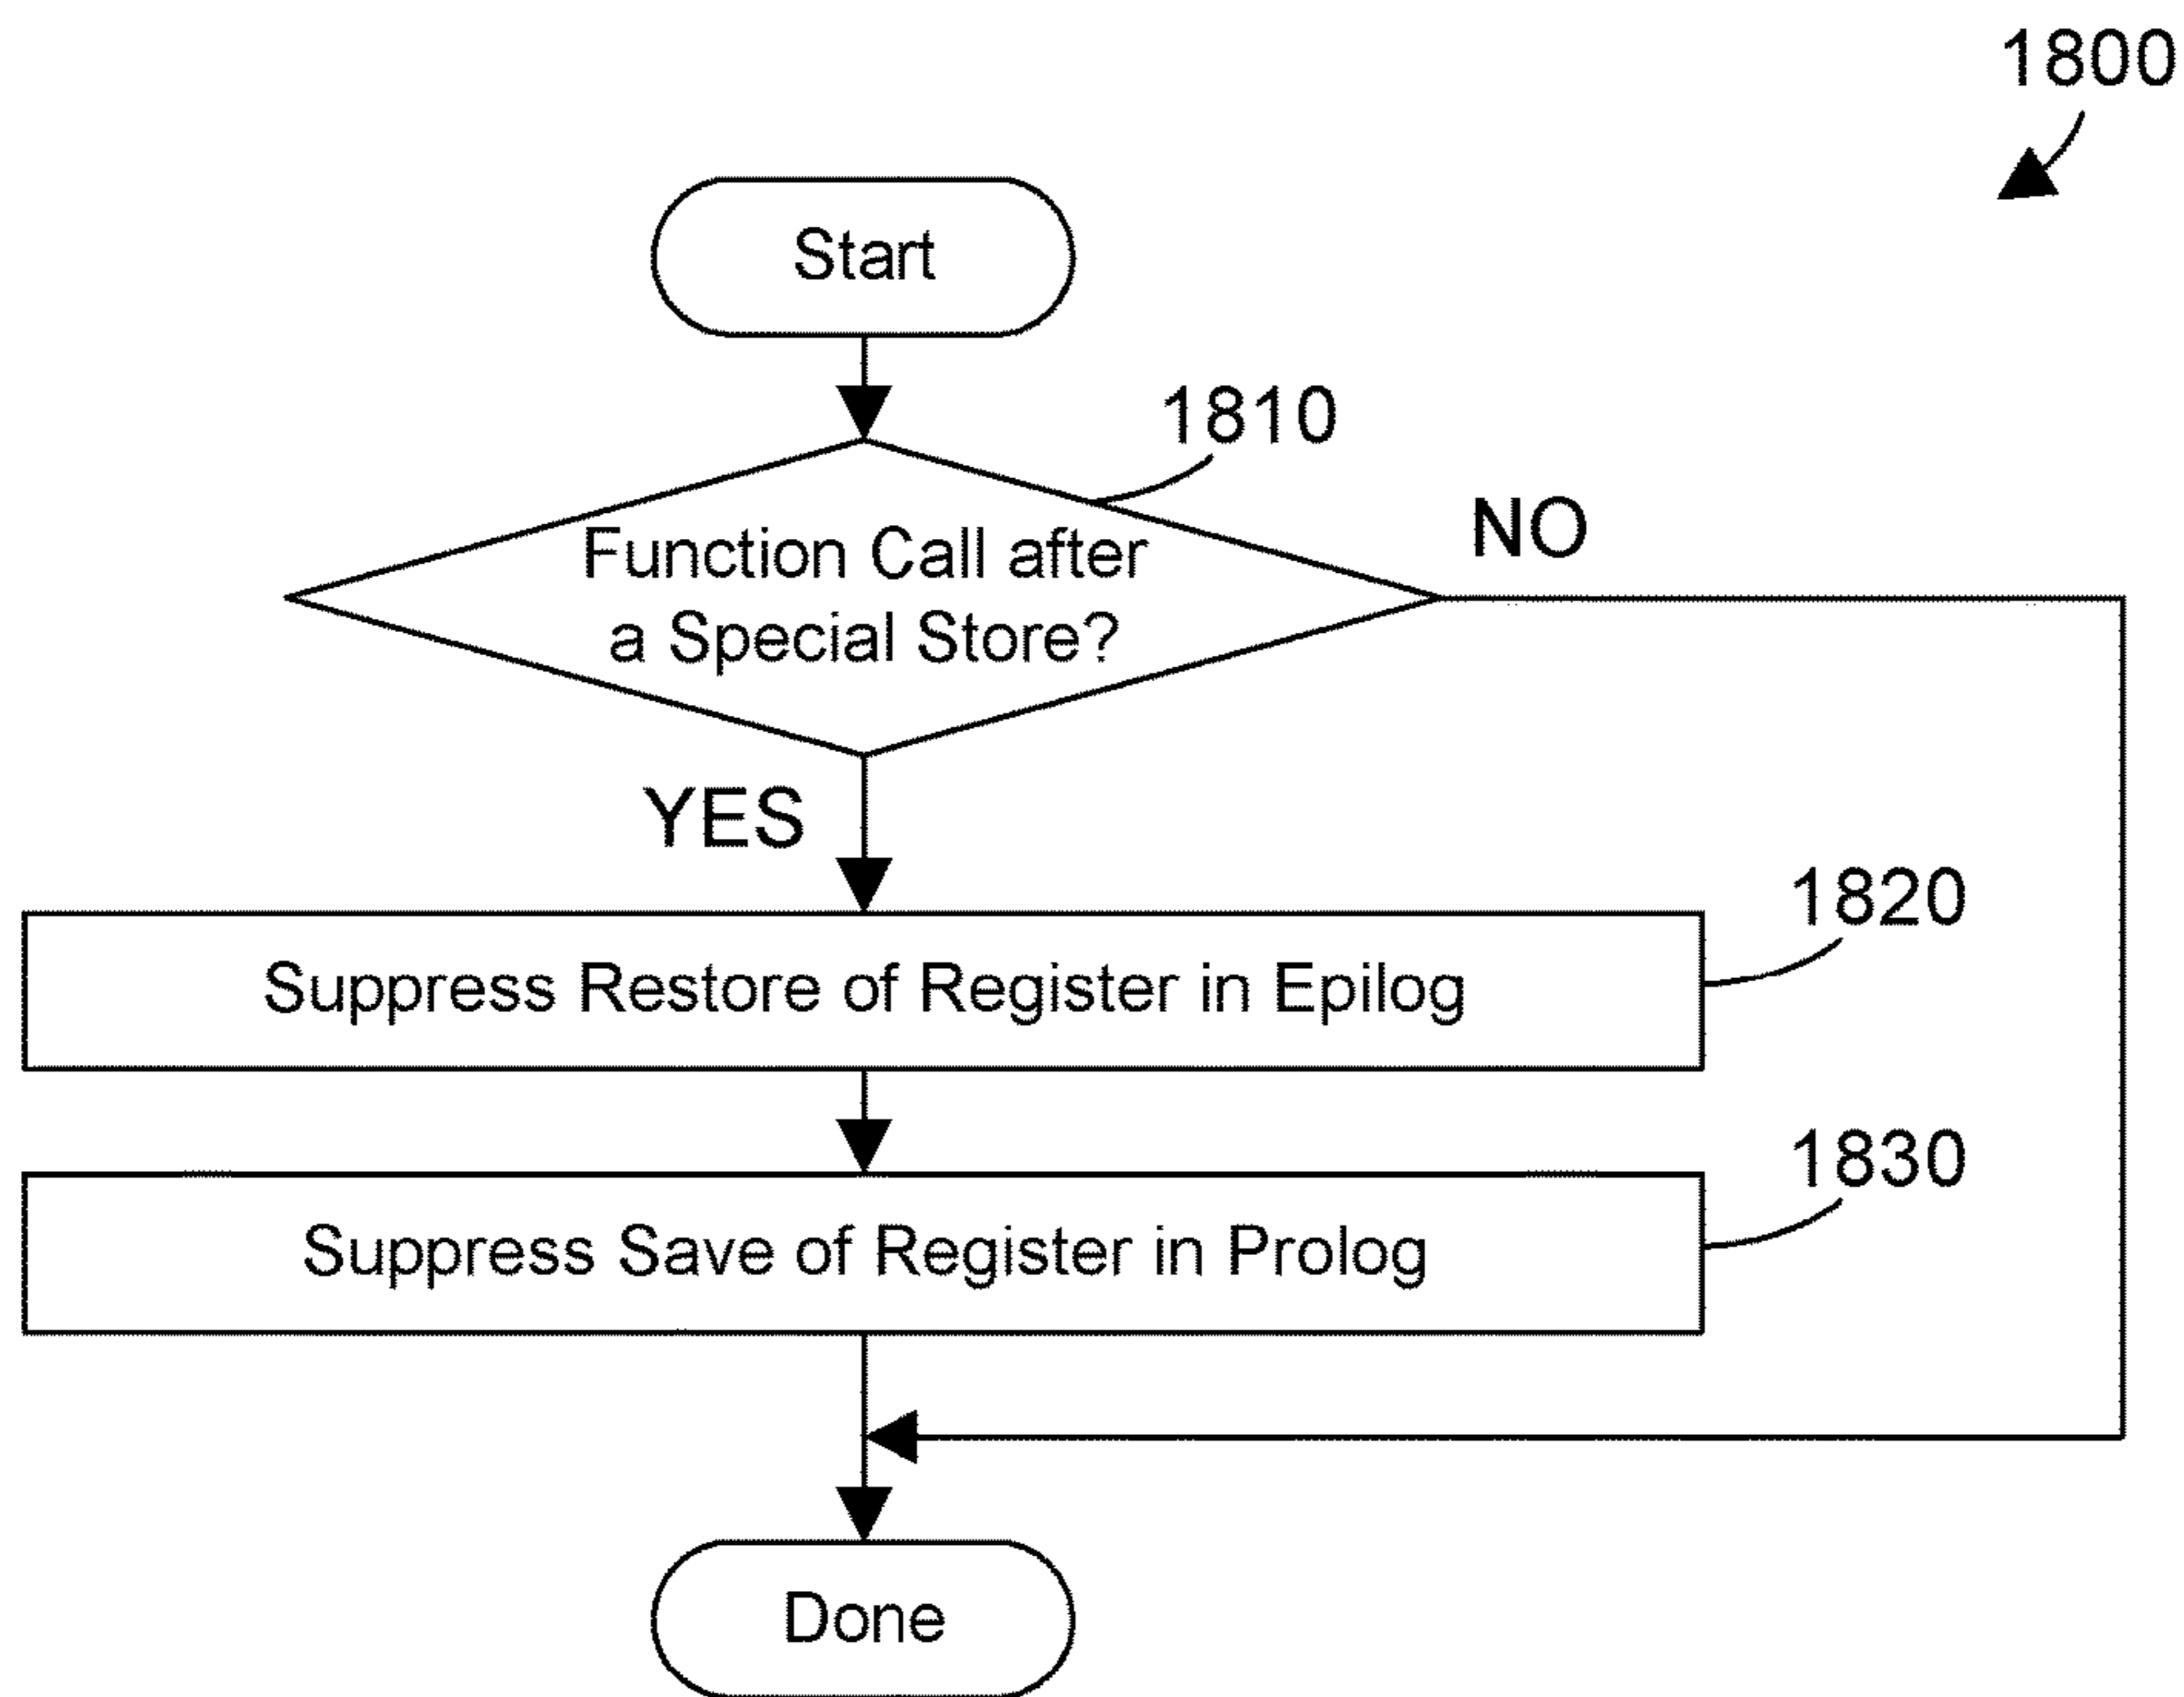 1800
Start
1810
Function Call after
a Special Store?
NO
YES
1820
Suppress Restore of Register in Epilog
1830
Suppress Save of Register in Prolog
Done